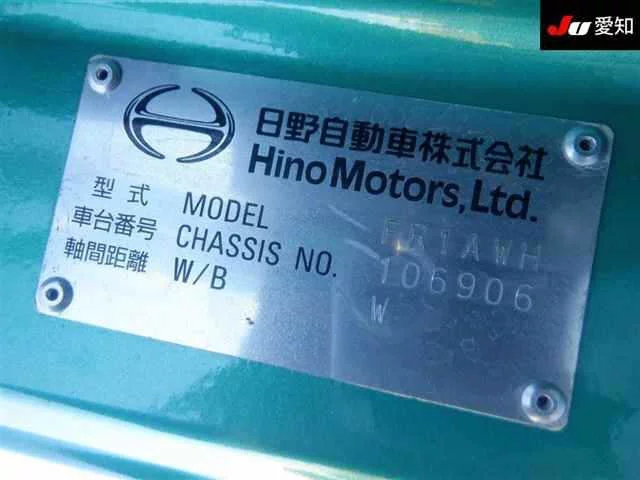 JU 愛知
日野自動車株式会社
Hino Motors, Ltd.
型式 MODEL FR1AWH
車台番号 CHASSIS NO. 106906
軸間距離 W/B W